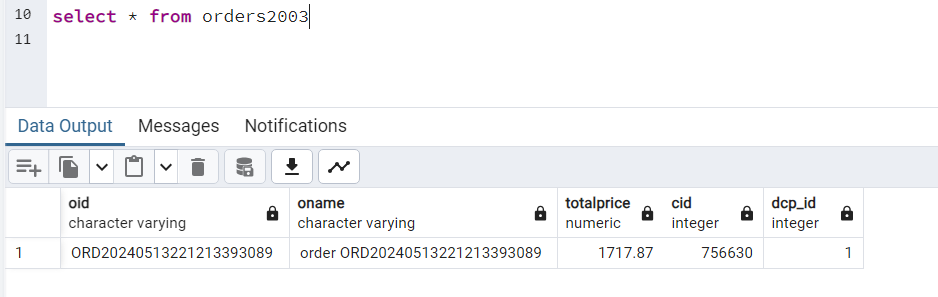 10 select * from orders2003
11
Data Output Messages Notifications
oid oname totalprice cid dcp_id
character varying character varying numeric integer integer
1 ORD20240513221213393089 order ORD20240513221213393089 1717.87 756630 1